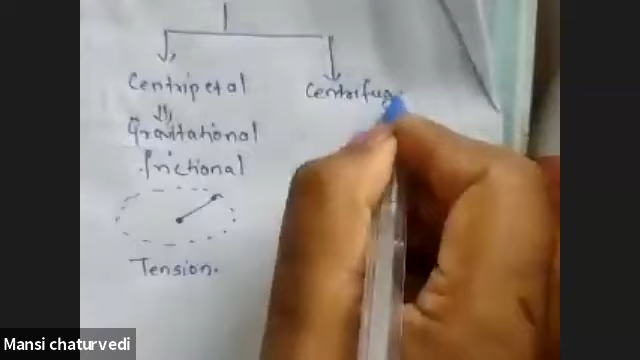 Centripetal Centrifug
Gravitational
frictional
Tension.
Mansi chaturvedi